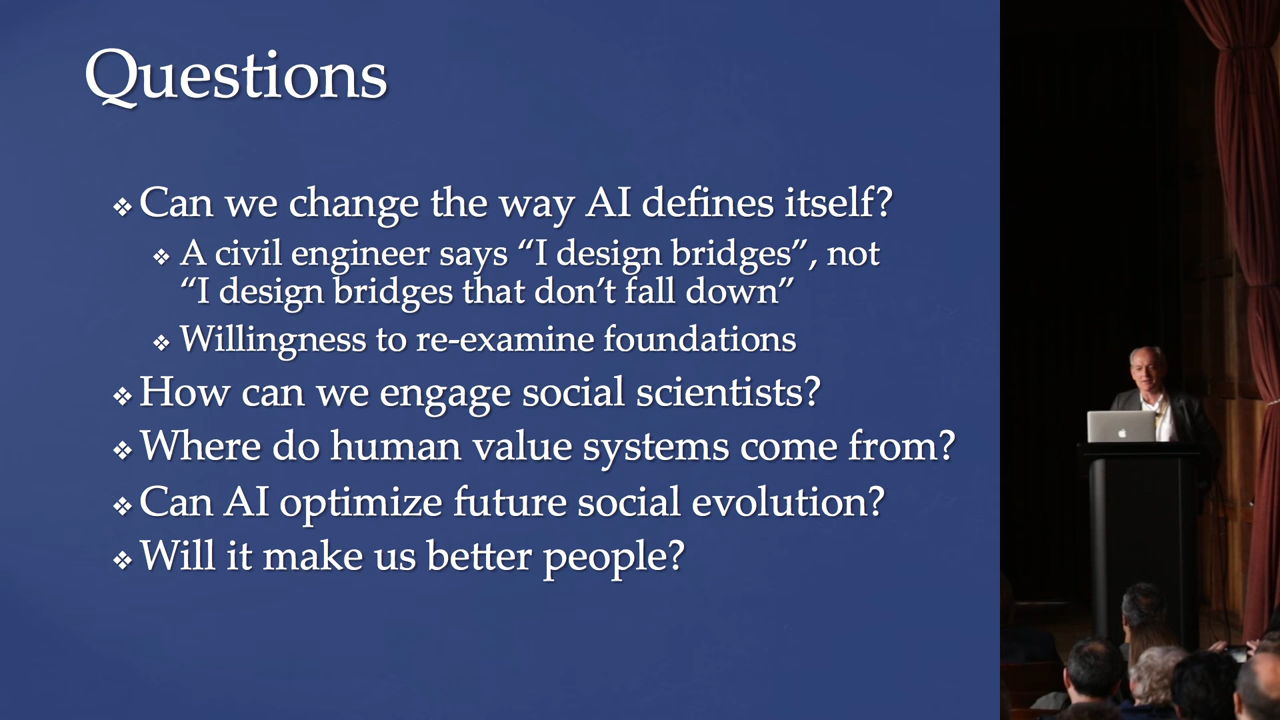 Questions
❖ Can we change the way AI defines itself?
❖ A civil engineer says “I design bridges”, not
“I design bridges that don’t fall down”
❖ Willingness to re-examine foundations
❖ How can we engage social scientists?
❖ Where do human value systems come from?
❖ Can AI optimize future social evolution?
❖ Will it make us better people?